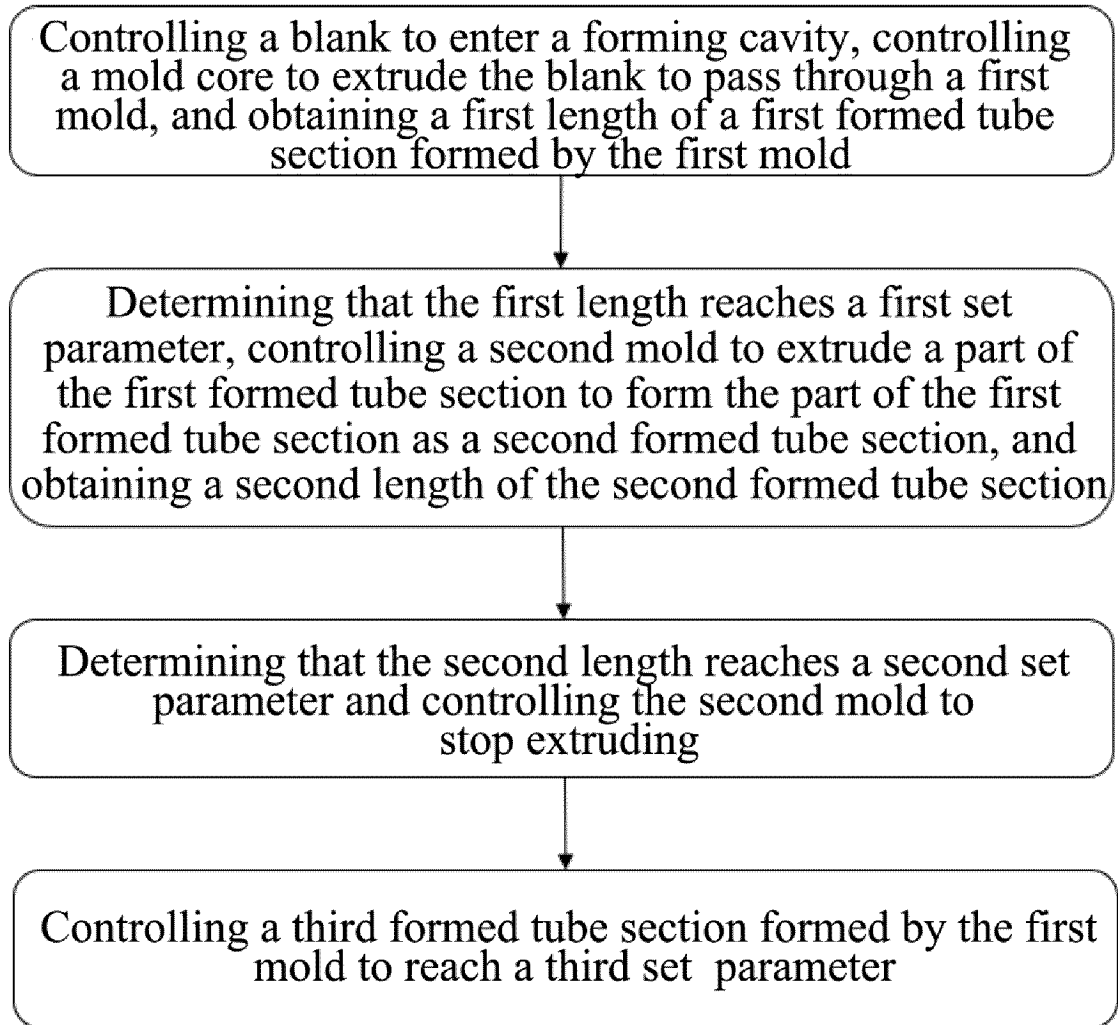 Controlling a blank to enter a forming cavity, controlling
a mold core to extrude the blank to pass through a first
mold, and obtaining a first length of a first formed tube
section formed by the first mold
Determining that the first length reaches a first set
parameter, controlling a second mold to extrude a part of
the first formed tube section to form the part of the first
formed tube section as a second formed tube section, and
obtaining a second length of the second formed tube section
Determining that the second length reaches a second set
parameter and controlling the second mold to
stop extruding
Controlling a third formed tube section formed by the first
mold to reach a third set parameter